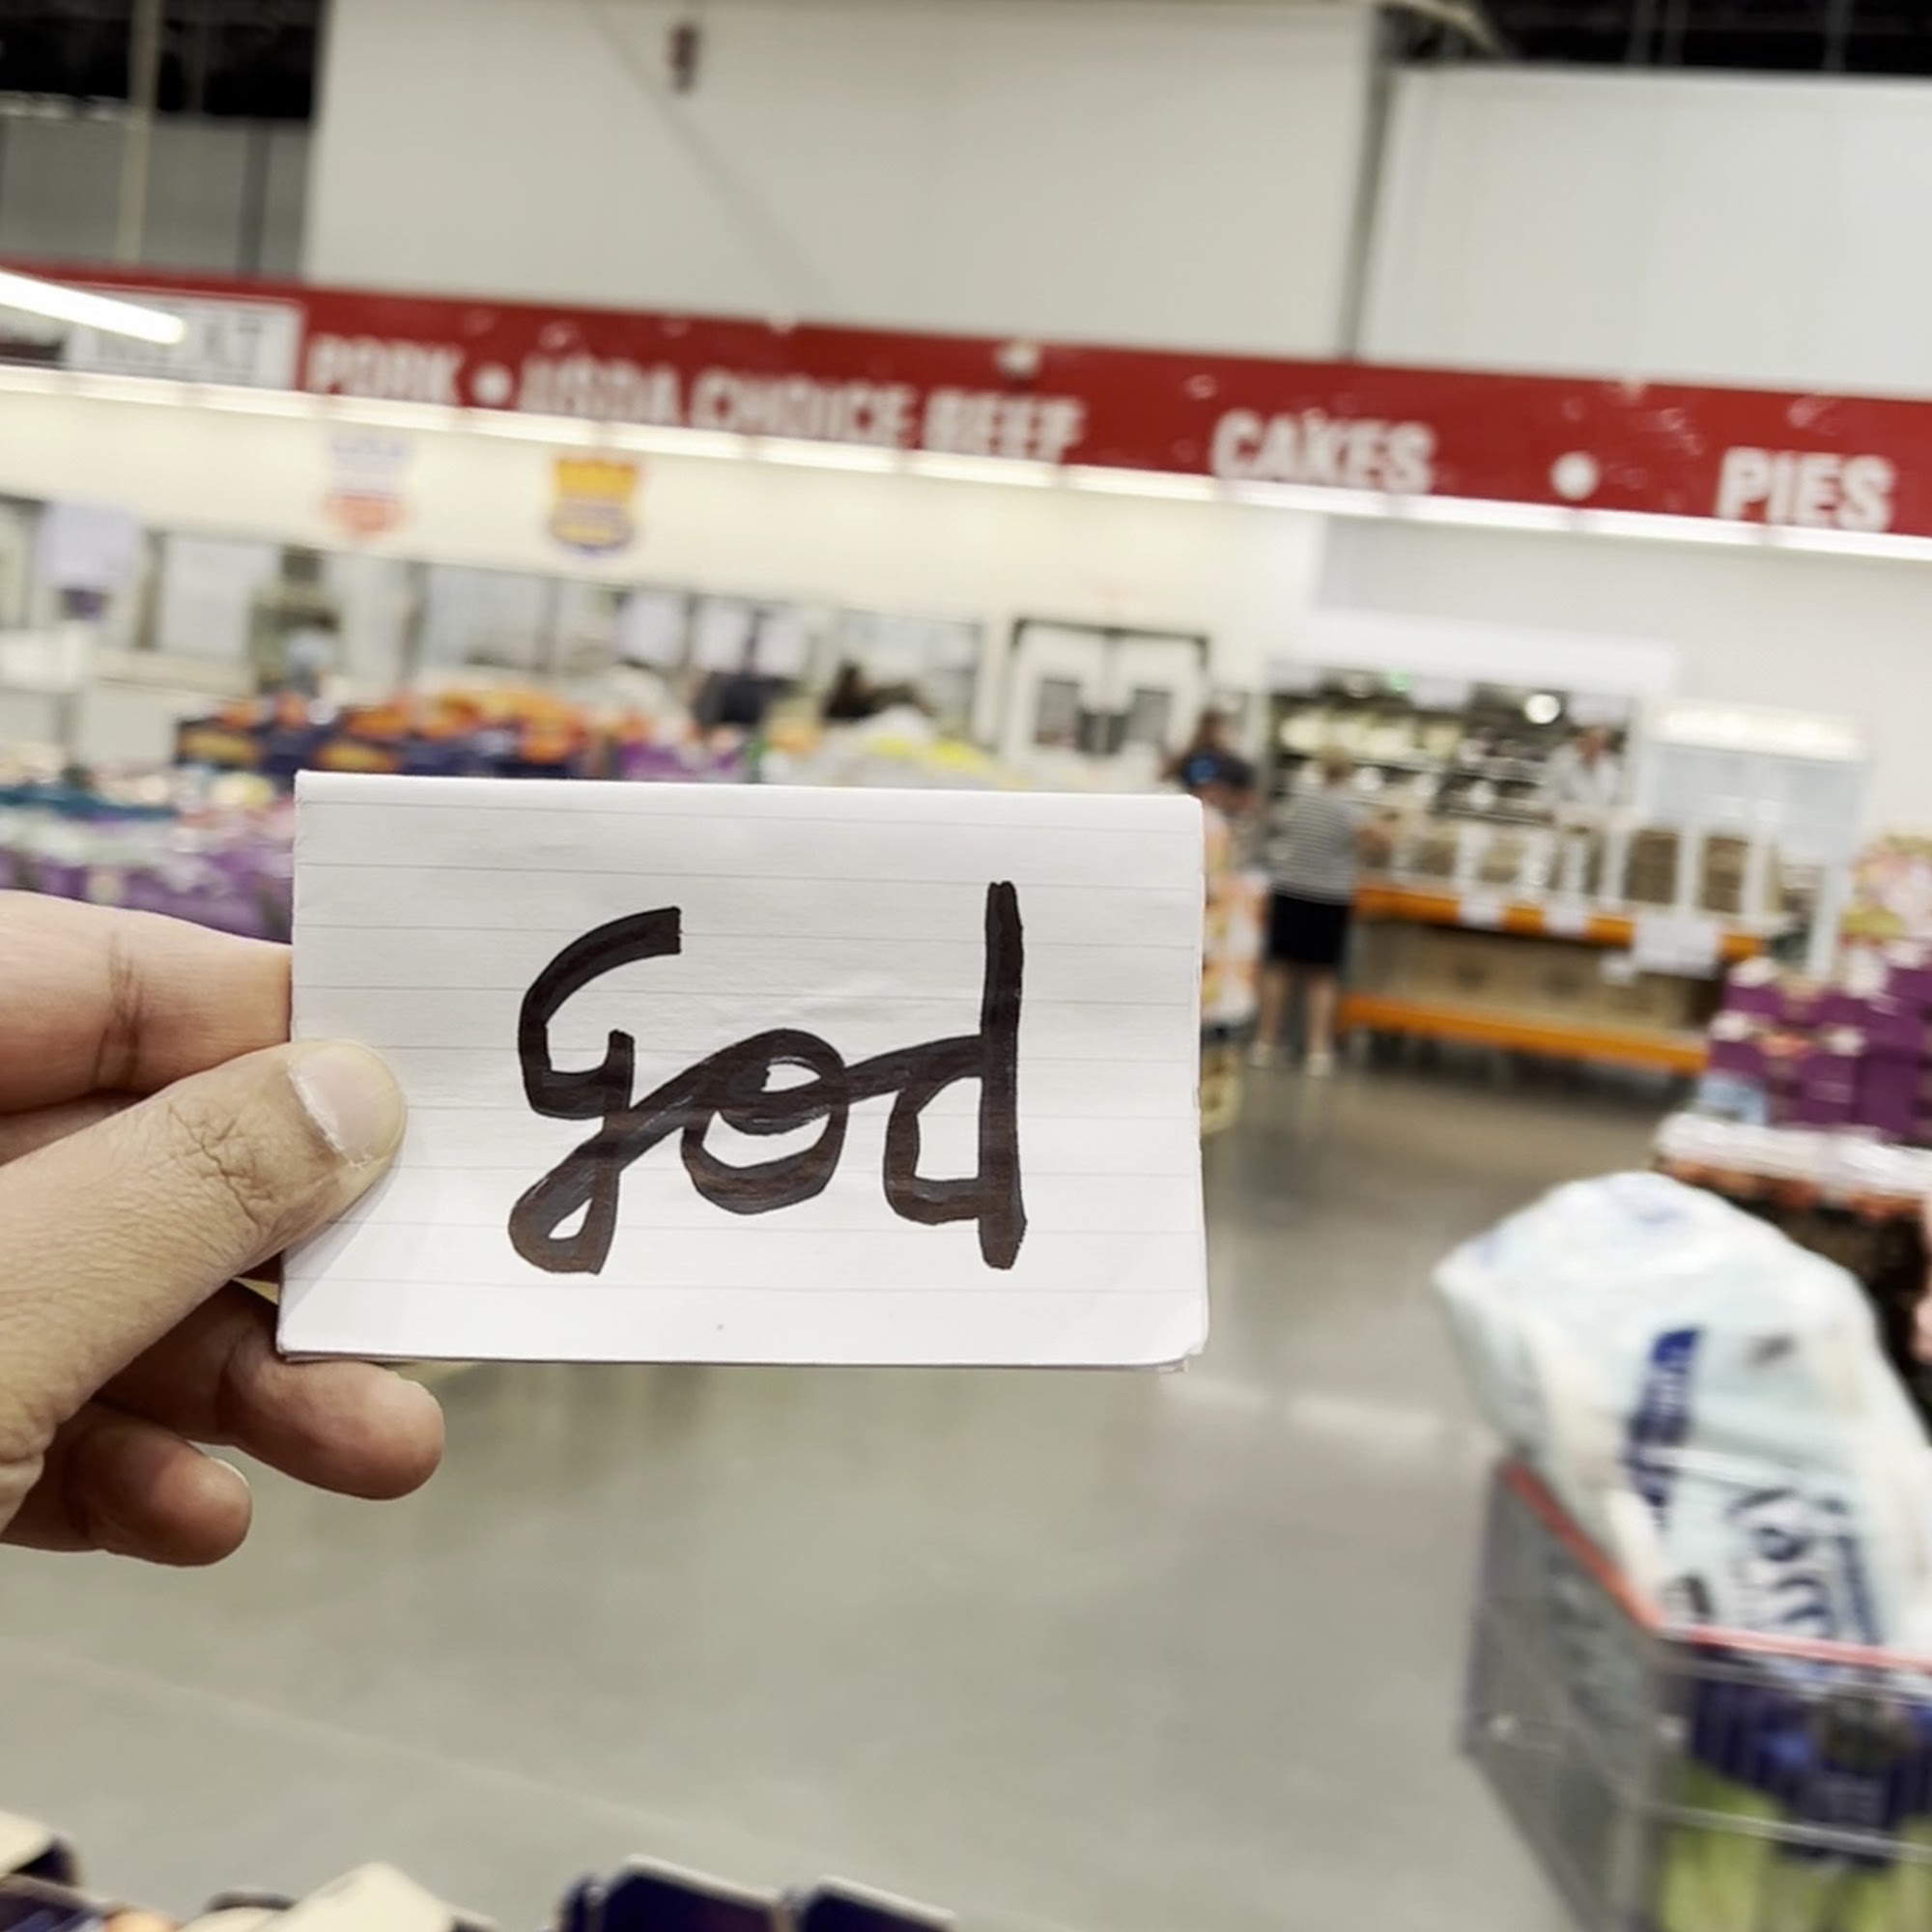 PORK • USDA CHOICE BEEF CAKES • PIES
God